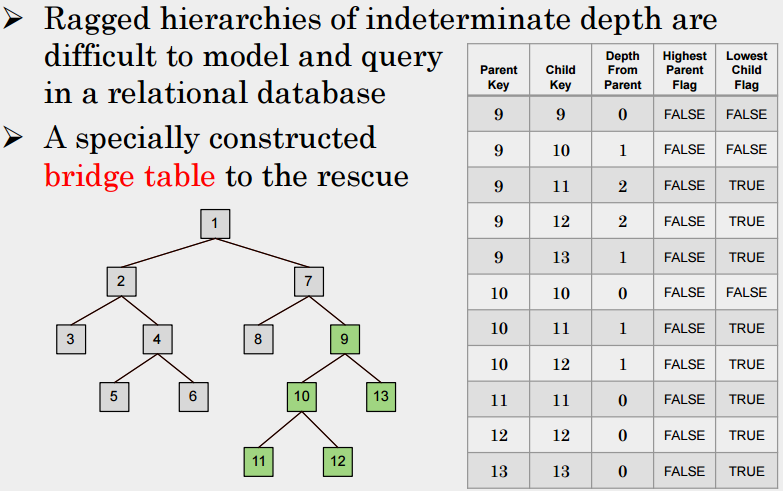 ➢ Ragged hierarchies of indeterminate depth are
difficult to model and query
in a relational database
➢ A specially constructed
bridge table to the rescue
1
2 7
3 4 8 9
5 6 10 13
11 12
Parent Key Child Key Depth From Parent Highest Parent Flag Lowest Child Flag
9 9 0 FALSE FALSE
9 10 1 FALSE FALSE
9 11 2 FALSE TRUE
9 12 2 FALSE TRUE
9 13 1 FALSE TRUE
10 10 0 FALSE FALSE
10 11 1 FALSE TRUE
10 12 1 FALSE TRUE
11 11 0 FALSE TRUE
12 12 0 FALSE TRUE
13 13 0 FALSE TRUE